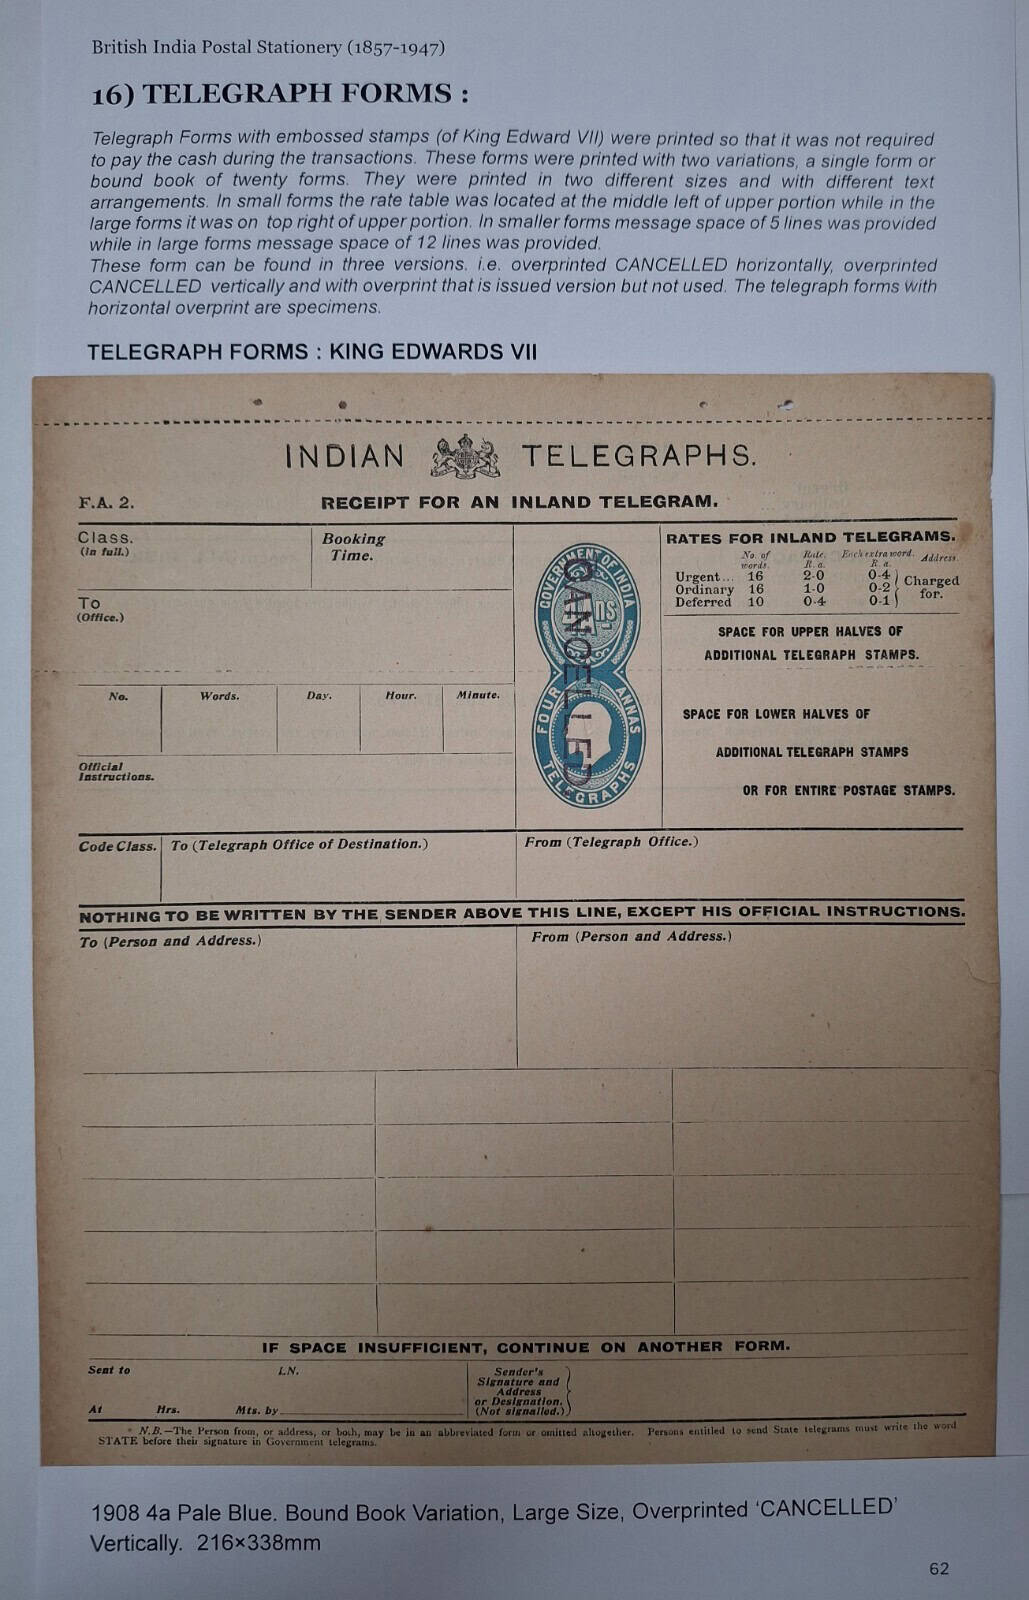 British India Postal Stationery (1857-1947)
16) TELEGRAPH FORMS :
Telegraph Forms with embossed stamps (of King Edward VII) were printed so that it was not required
to pay the cash during the transactions. These forms were printed with two variations, a single form or
bound book of twenty forms. They were printed in two different sizes and with different text
arrangements. In small forms the rate table was located at the middle left of upper portion while in the
large forms it was on top right of upper portion. In smaller forms message space of 5 lines was provided
while in large forms message space of 12 lines was provided.
These form can be found in three versions. i.e. overprinted CANCELLED horizontally, overprinted
CANCELLED vertically and with overprint that is issued version but not used. The telegraph forms with
horizontal overprint are specimens.
TELEGRAPH FORMS : KING EDWARDS VII
INDIAN TELEGRAPHS.
F.A. 2. RECEIPT FOR AN INLAND TELEGRAM.
Class.
(in full.)
Booking
Time.
To
(Office.)
No. Words. Day. Hour. Minute.
Official
Instructions.
GOVERNMENT OF INDIA
FOUR ANNAS
TELEGRAPHS
CANCELLED
RATES FOR INLAND TELEGRAMS.
No. of words. Rate. R. a. Each extra word. R. a. Address.
Urgent... 16 2-0 0-4
Ordinary 16 1-0 0-2
Deferred 10 0-4 0-1
Charged
for.
SPACE FOR UPPER HALVES OF
ADDITIONAL TELEGRAPH STAMPS.
SPACE FOR LOWER HALVES OF
ADDITIONAL TELEGRAPH STAMPS
OR FOR ENTIRE POSTAGE STAMPS.
Code Class. To (Telegraph Office of Destination.) From (Telegraph Office.)
NOTHING TO BE WRITTEN BY THE SENDER ABOVE THIS LINE, EXCEPT HIS OFFICIAL INSTRUCTIONS.
To (Person and Address.) From (Person and Address.)
IF SPACE INSUFFICIENT, CONTINUE ON ANOTHER FORM.
Sent to LN.
At Hrs. Mts. by
Sender's
Signature and
Address
or Designation.
(Not signalled.)
* N.B.—The Person from, or address, or both, may be in an abbreviated form or omitted altogether. Persons entitled to send State telegrams must write the word
STATE before their signature in Government telegrams.
1908 4a Pale Blue. Bound Book Variation, Large Size, Overprinted ‘CANCELLED’
Vertically. 216×338mm
62